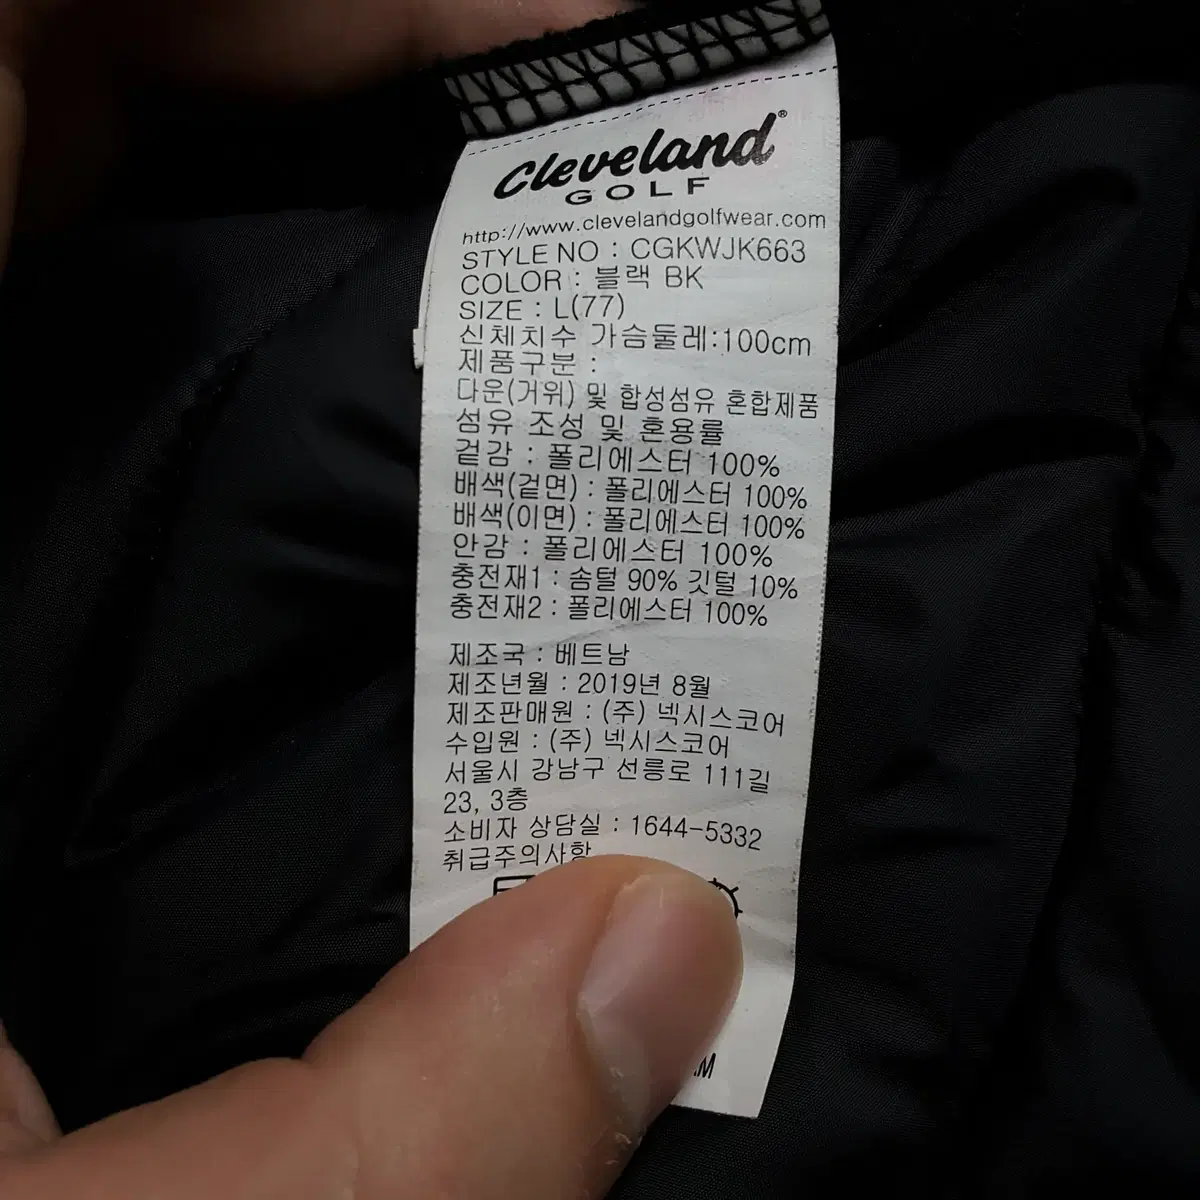 Cleveland®
GOLF
http://www.clevelandgolfwear.com
STYLE NO : CGKWJK663
COLOR : 블랙 BK
SIZE : L(77)
신체치수 가슴둘레:100cm
제품구분 :
다운(거위) 및 합성섬유 혼합제품
섬유 조성 및 혼용률
겉감 : 폴리에스터 100%
배색(겉면) : 폴리에스터 100%
배색(이면) : 폴리에스터 100%
안감 : 폴리에스터 100%
충전재1 : 솜털 90% 깃털 10%
충전재2 : 폴리에스터 100%
제조국 : 베트남
제조년월 : 2019년 8월
제조판매원 : (주) 넥시스코어
수입원 : (주) 넥시스코어
서울시 강남구 선릉로 111길
23, 3층
소비자 상담실 : 1644-5332
취급주의사항